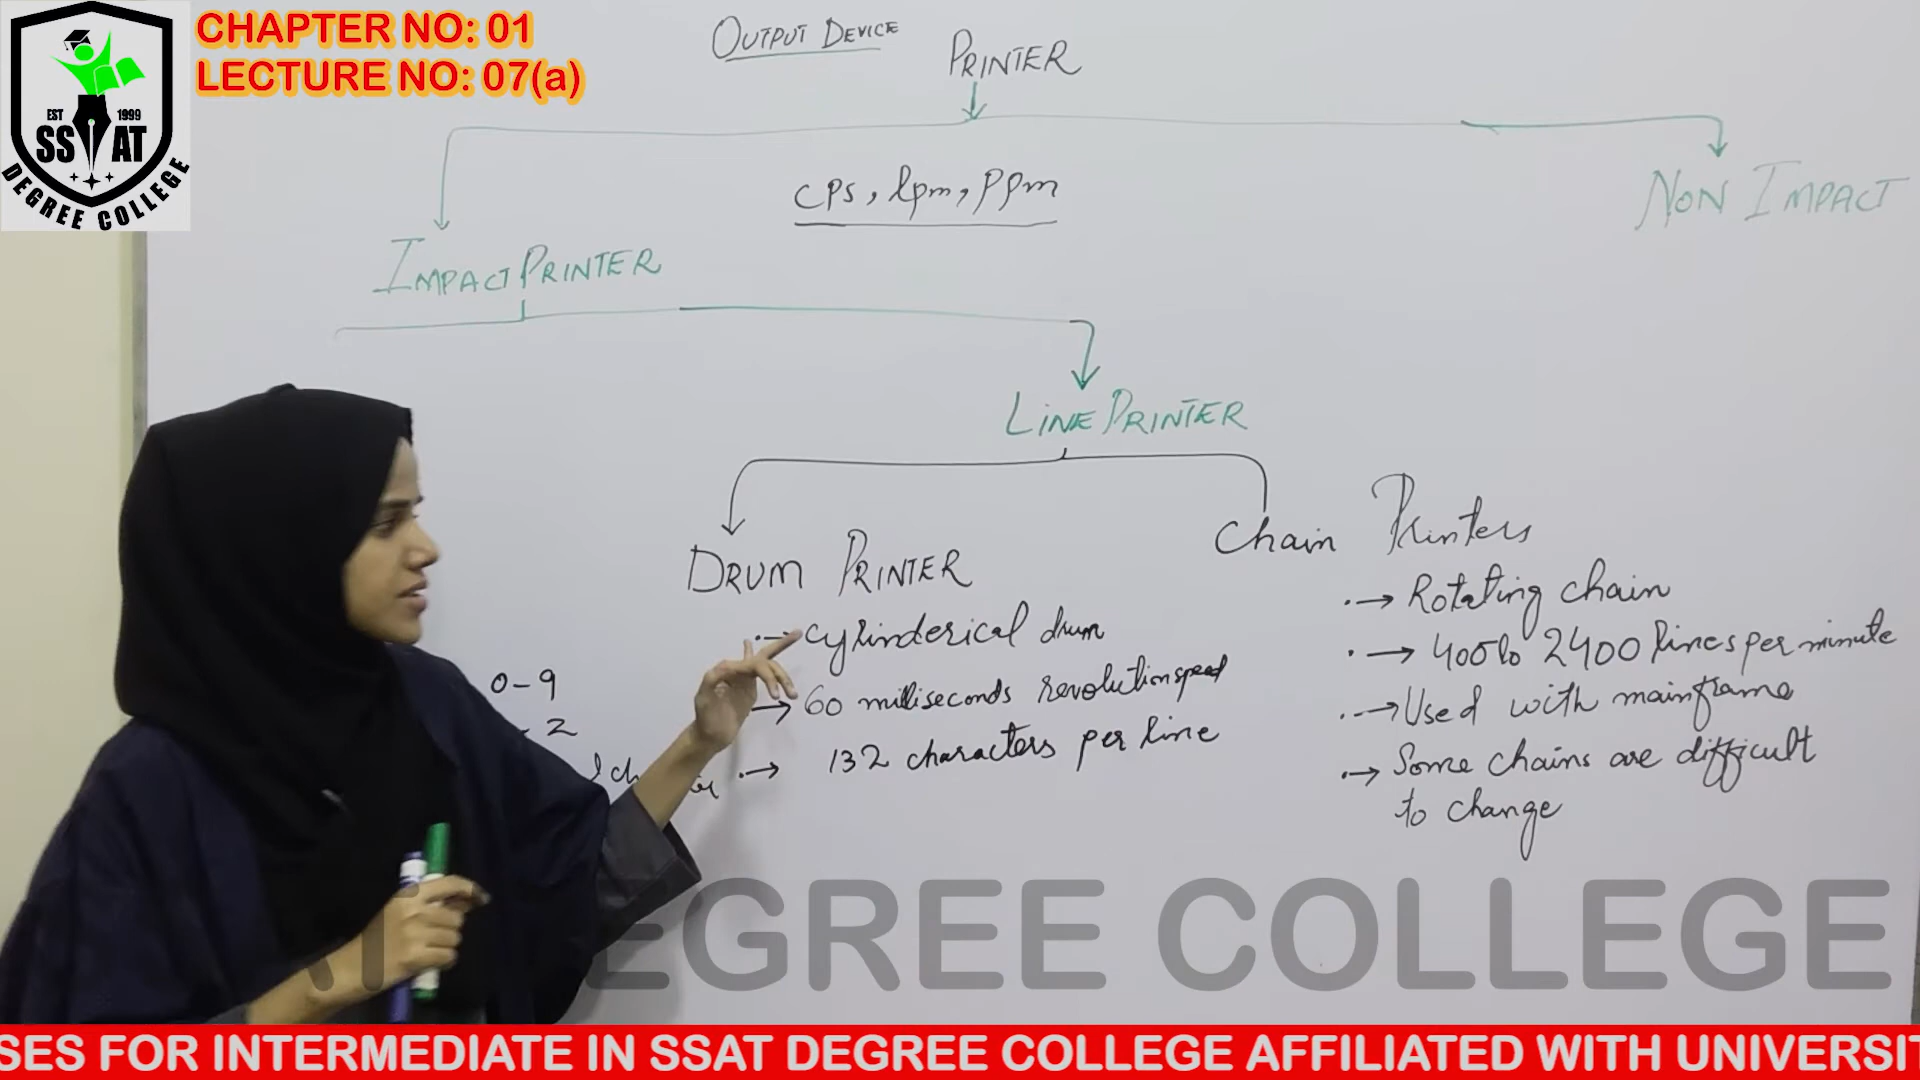 CHAPTER NO: 01
LECTURE NO: 07(a)
EST 1999
SSAT
DEGREE COLLEGE
OUTPUT DEVICE
PRINTER
cps, lpm, ppm
NON IMPACT
IMPACT PRINTER
LINE PRINTER
DRUM PRINTER
cylinderical drum
60 milliseconds revolution speed
132 characters per line
Chain Printers
Rotating chain
400 to 2400 lines per minute
Used with mainframe
Some chains are difficult
to change
0-9
- Z
AT DEGREE COLLEGE
SES FOR INTERMEDIATE IN SSAT DEGREE COLLEGE AFFILIATED WITH UNIVERSIT